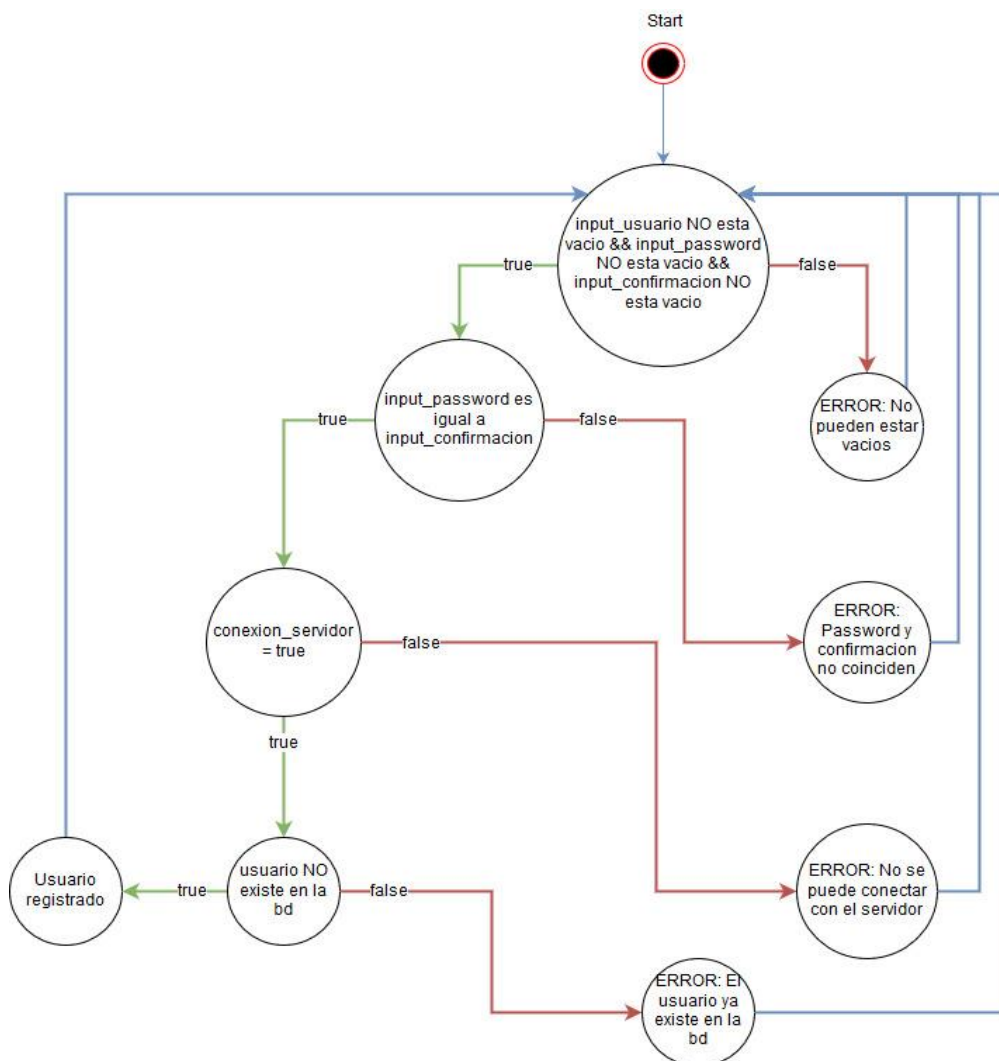 Start
input_usuario NO esta
vacio && input_password
NO esta vacio &&
input_confirmacion NO
esta vacio
true
false
input_password es
igual a
input_confirmacion
true
false
ERROR: No
pueden estar
vacios
conexion_servidor
= true
false
true
ERROR:
Password y
confirmacion
no coinciden
Usuario
registrado
true
usuario NO
existe en la
bd
false
ERROR: No se
puede conectar
con el servidor
ERROR: El
usuario ya
existe en la
bd